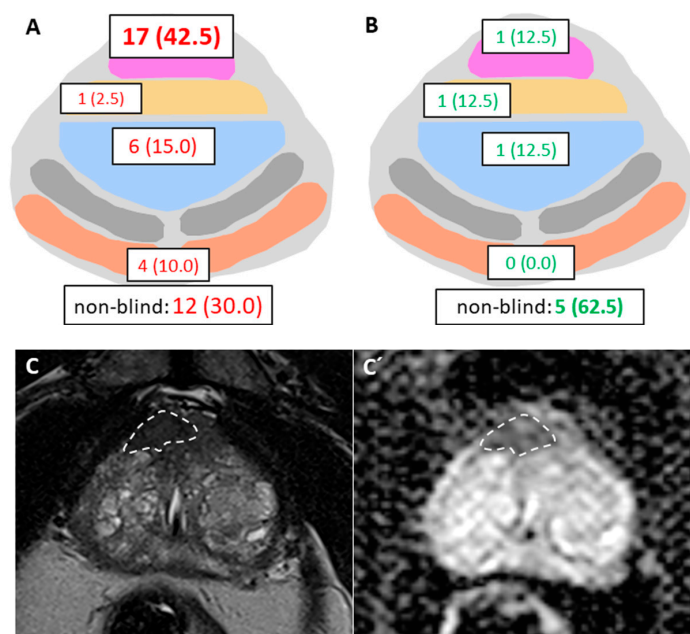 A
17 (42.5)
1 (2.5)
6 (15.0)
4 (10.0)
non-blind: 12 (30.0)
B
1 (12.5)
1 (12.5)
1 (12.5)
0 (0.0)
non-blind: 5 (62.5)
C
C´